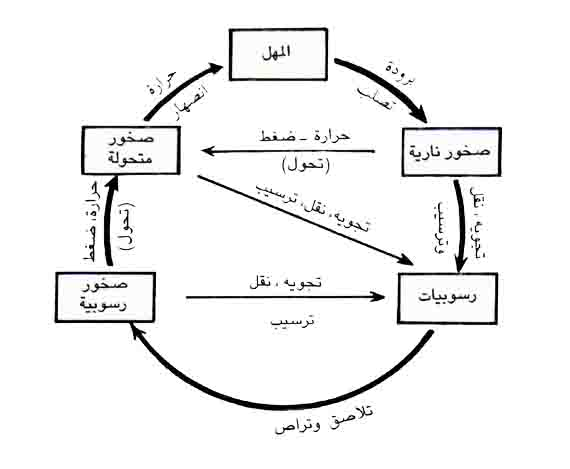 المهل
برودة
تصلب
حرارة
انصهار
صخور
متحولة
حرارة - ضغط
(تحول)
صخور نارية
تجويه، نقل، ترسيب
تجويه، نقل
وترسيب
حرارة، ضغط
(تحول)
صخور
رسوبية
تجويه، نقل
ترسيب
رسوبيات
تلاصق وتراص